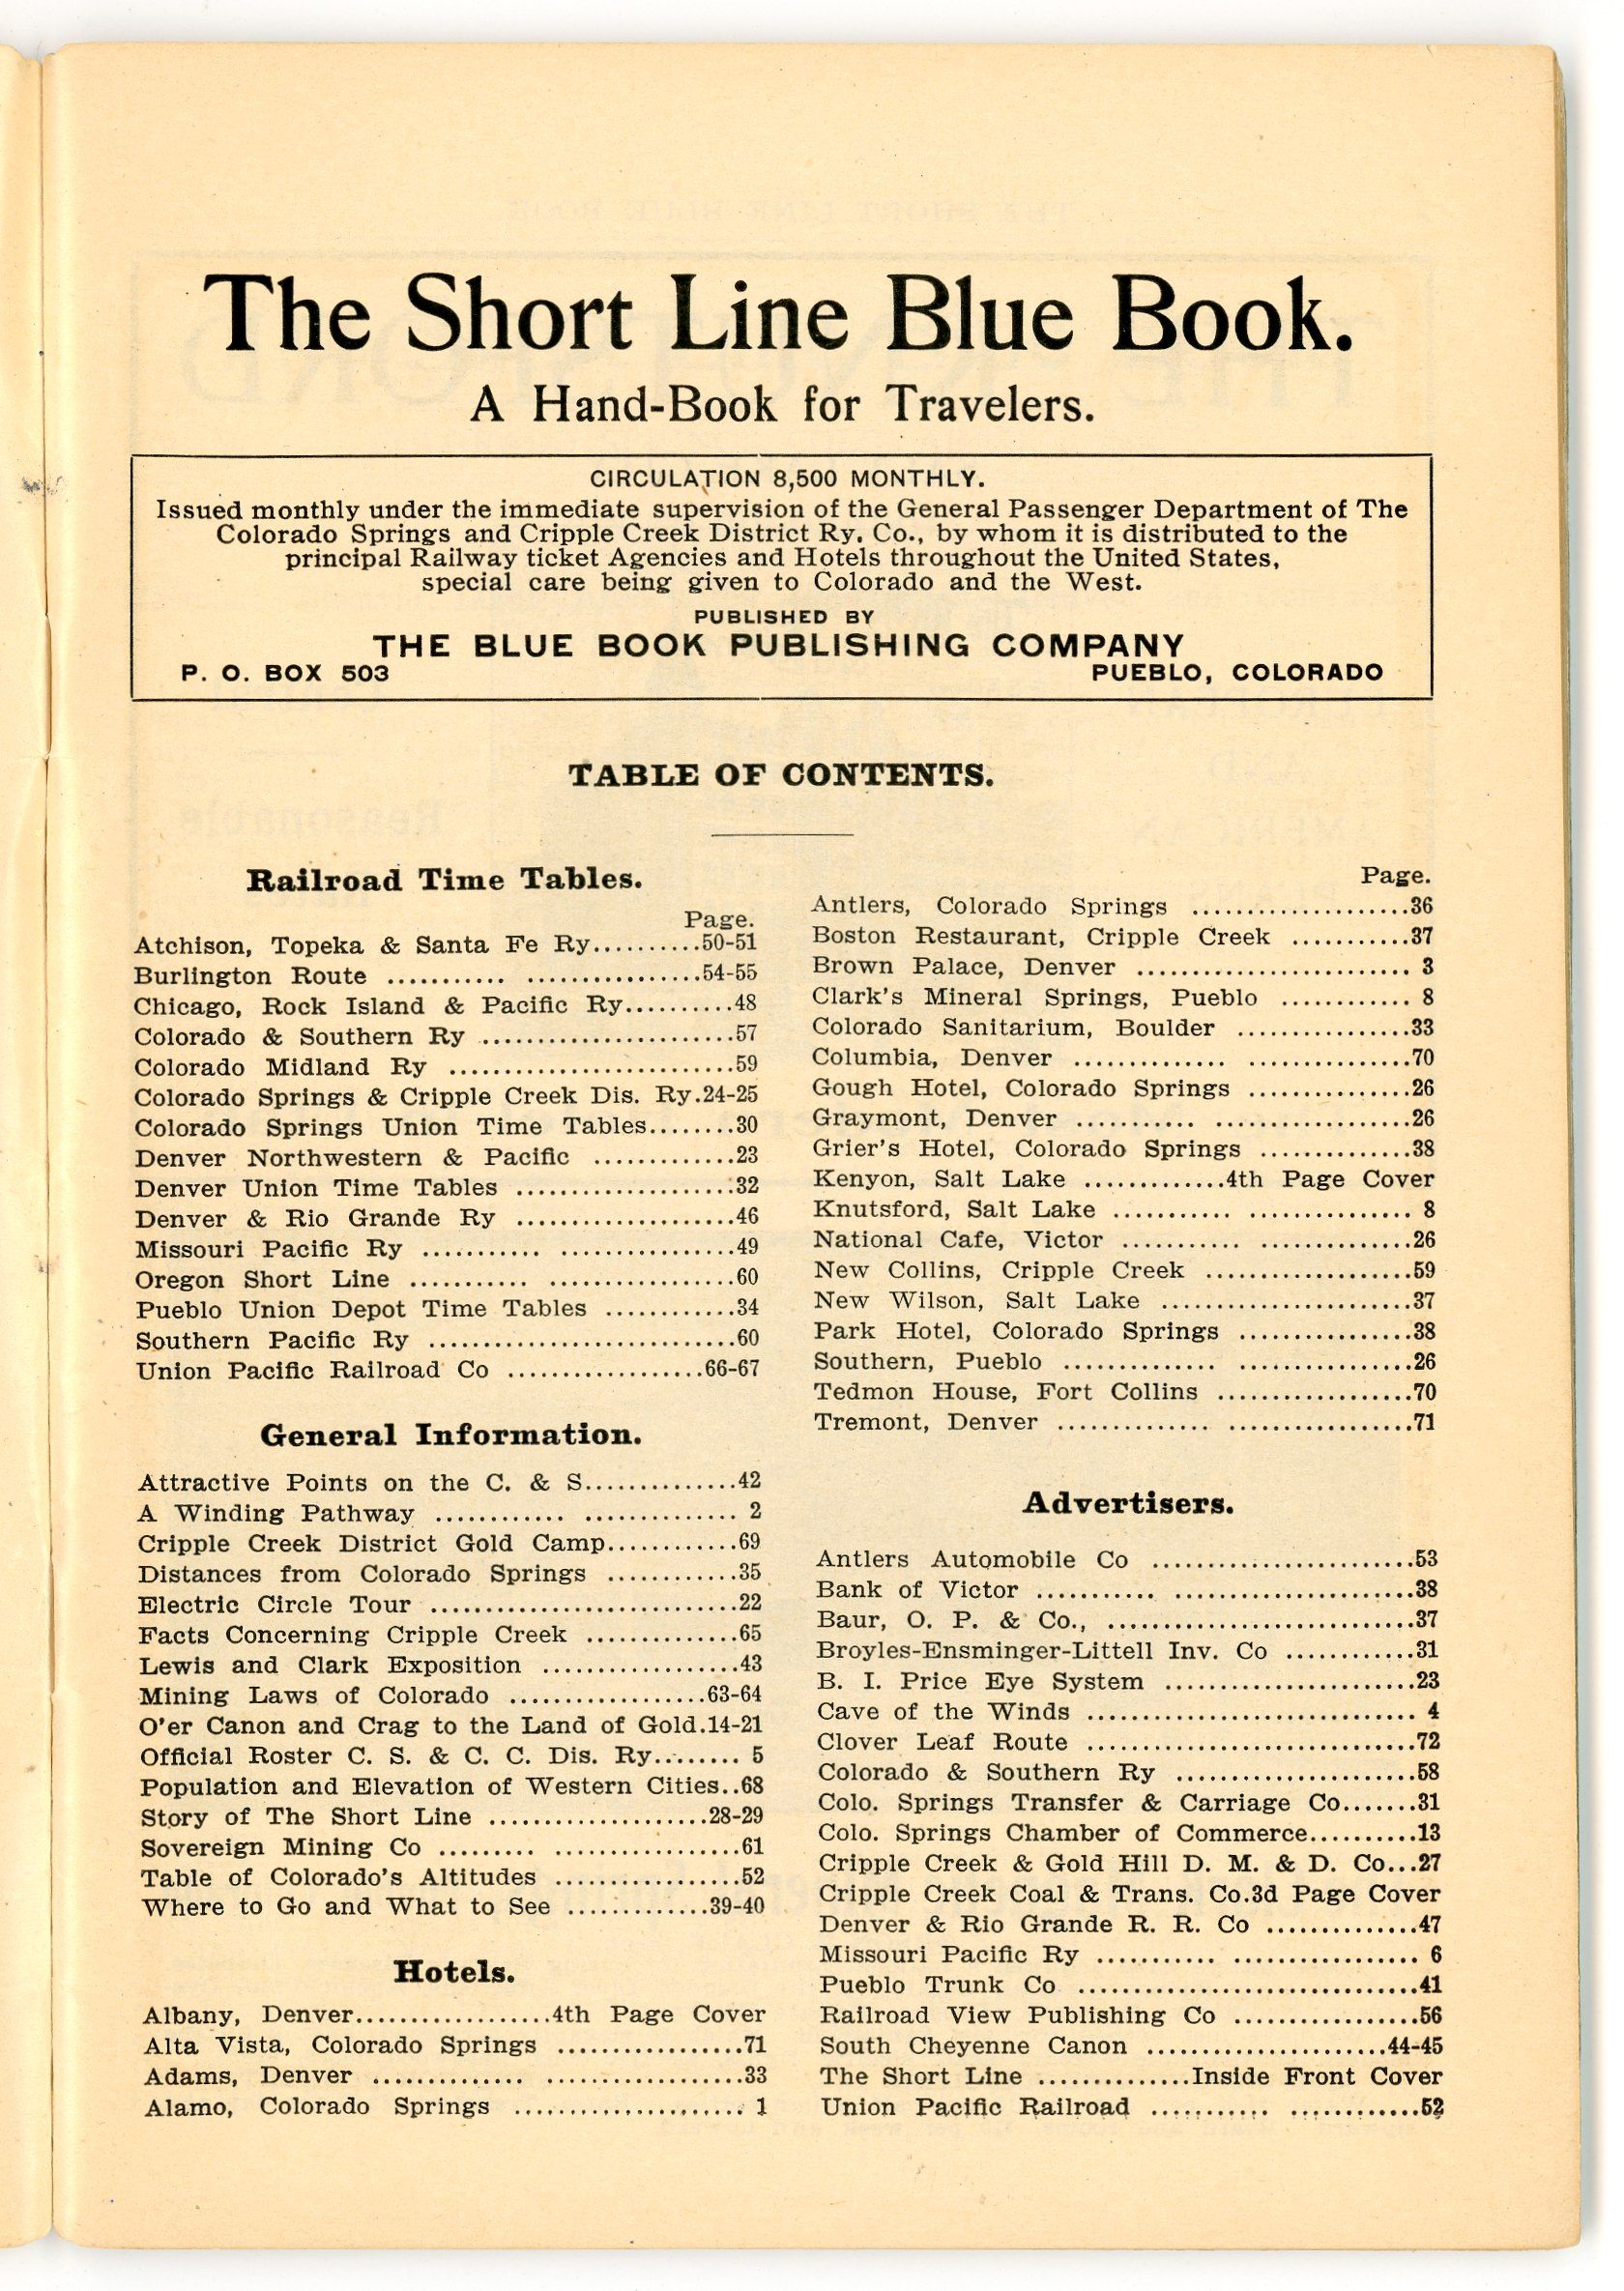 The Short Line Blue Book.
A Hand-Book for Travelers.
CIRCULATION 8,500 MONTHLY.
Issued monthly under the immediate supervision of the General Passenger Department of The
Colorado Springs and Cripple Creek District Ry. Co., by whom it is distributed to the
principal Railway ticket Agencies and Hotels throughout the United States,
special care being given to Colorado and the West.
PUBLISHED BY
THE BLUE BOOK PUBLISHING COMPANY
P. O. BOX 503 PUEBLO, COLORADO
TABLE OF CONTENTS.
Railroad Time Tables.
Page.
Atchison, Topeka & Santa Fe Ry..........50-51
Burlington Route ........... ................54-55
Chicago, Rock Island & Pacific Ry..........48
Colorado & Southern Ry .......................57
Colorado Midland Ry ..........................59
Colorado Springs & Cripple Creek Dis. Ry.24-25
Colorado Springs Union Time Tables........30
Denver Northwestern & Pacific .............23
Denver Union Time Tables ....................32
Denver & Rio Grande Ry ....................46
Missouri Pacific Ry ........... ................49
Oregon Short Line ........... .................60
Pueblo Union Depot Time Tables ............34
Southern Pacific Ry ............................60
Union Pacific Railroad Co ..................66-67
General Information.
Attractive Points on the C. & S..............42
A Winding Pathway ............ .............. 2
Cripple Creek District Gold Camp............69
Distances from Colorado Springs ............35
Electric Circle Tour ............................22
Facts Concerning Cripple Creek ..............65
Lewis and Clark Exposition ..................43
Mining Laws of Colorado ..................63-64
O'er Canon and Crag to the Land of Gold.14-21
Official Roster C. S. & C. C. Dis. Ry........ 5
Population and Elevation of Western Cities..68
Story of The Short Line ....................28-29
Sovereign Mining Co ......... .................61
Table of Colorado's Altitudes .................52
Where to Go and What to See .............39-40
Hotels.
Albany, Denver..................4th Page Cover
Alta Vista, Colorado Springs .................71
Adams, Denver .............. ..................33
Alamo, Colorado Springs ..................... 1
Page.
Antlers, Colorado Springs ....................36
Boston Restaurant, Cripple Creek ...........37
Brown Palace, Denver ......................... 3
Clark's Mineral Springs, Pueblo ............ 8
Colorado Sanitarium, Boulder ................33
Columbia, Denver .............. ...............70
Gough Hotel, Colorado Springs ...............26
Graymont, Denver ........... ..................26
Grier's Hotel, Colorado Springs ..............38
Kenyon, Salt Lake .............4th Page Cover
Knutsford, Salt Lake ........... ............... 8
National Cafe, Victor ........... ..............26
New Collins, Cripple Creek ...................59
New Wilson, Salt Lake .......................37
Park Hotel, Colorado Springs ................38
Southern, Pueblo .............. ................26
Tedmon House, Fort Collins ..................70
Tremont, Denver .............. .................71
Advertisers.
Antlers Automobile Co ........................53
Bank of Victor ........... ......................38
Baur, O. P. & Co., ............................37
Broyles-Ensminger-Littell Inv. Co ............31
B. I. Price Eye System .......................23
Cave of the Winds .............................. 4
Clover Leaf Route ..............................72
Colorado & Southern Ry ......................58
Colo. Springs Transfer & Carriage Co.......31
Colo. Springs Chamber of Commerce..........13
Cripple Creek & Gold Hill D. M. & D. Co...27
Cripple Creek Coal & Trans. Co.3d Page Cover
Denver & Rio Grande R. R. Co ..............47
Missouri Pacific Ry ........... ................. 6
Pueblo Trunk Co ...............................41
Railroad View Publishing Co .................56
South Cheyenne Canon ......................44-45
The Short Line ..............Inside Front Cover
Union Pacific Railroad ........... ............52